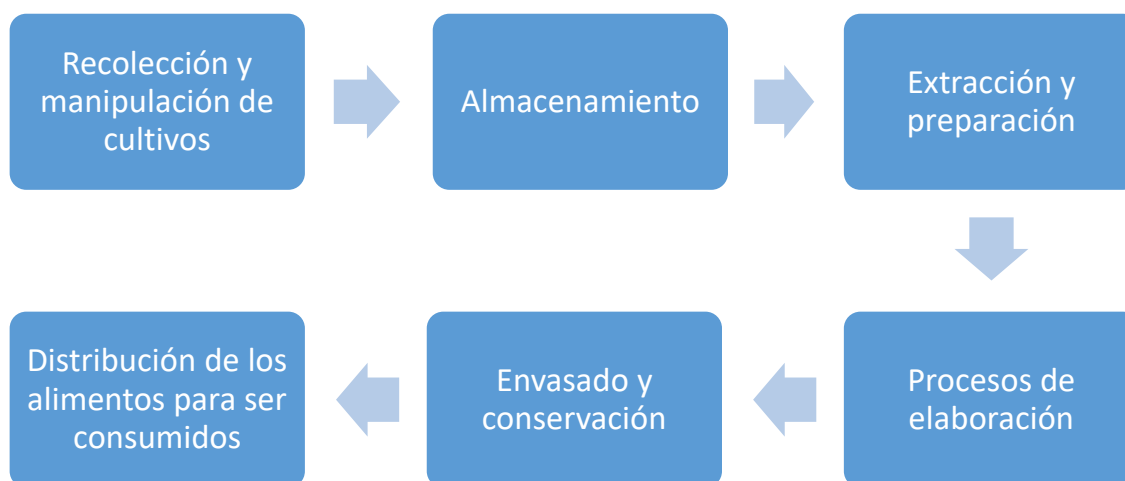 Recolección y
manipulación de
cultivos
Almacenamiento
Extracción y
preparación
Procesos de
elaboración
Envasado y
conservación
Distribución de los
alimentos para ser
consumidos